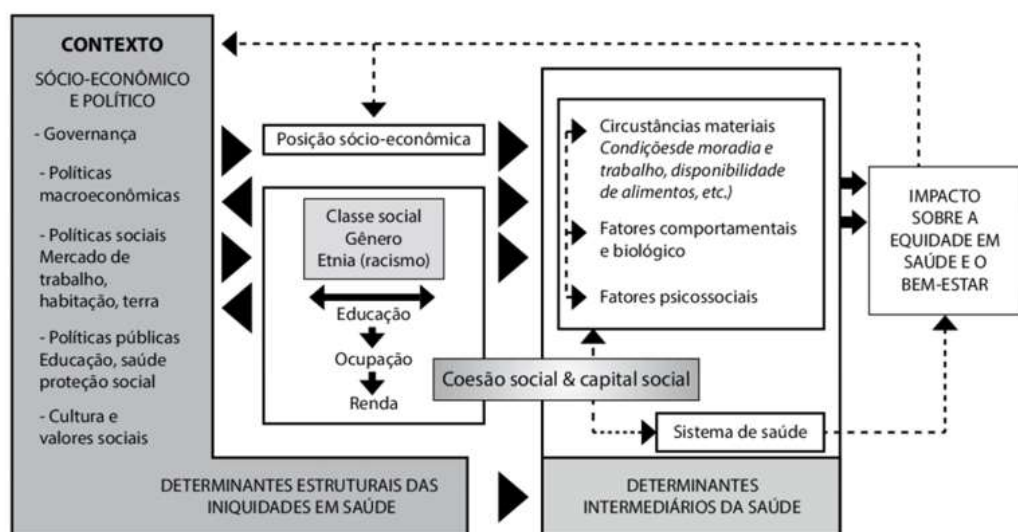 CONTEXTO
SÓCIO-ECONÔMICO
E POLÍTICO
- Governança
- Políticas
macroeconômicas
- Políticas sociais
Mercado de
trabalho,
habitação, terra
- Políticas públicas
Educação, saúde
proteção social
- Cultura e
valores sociais
Posição sócio-econômica
Classe social
Gênero
Etnia (racismo)
Educação
Ocupação
Renda
Coesão social & capital social
Circustâncias materiais
Condiçõesde moradia e
trabalho, disponibilidade
de alimentos, etc.)
Fatores comportamentais
e biológico
Fatores psicossociais
Sistema de saúde
IMPACTO
SOBRE A
EQUIDADE EM
SAÚDE E O
BEM-ESTAR
DETERMINANTES ESTRUTURAIS DAS
INIQUIDADES EM SAÚDE
DETERMINANTES
INTERMEDIÁRIOS DA SAÚDE